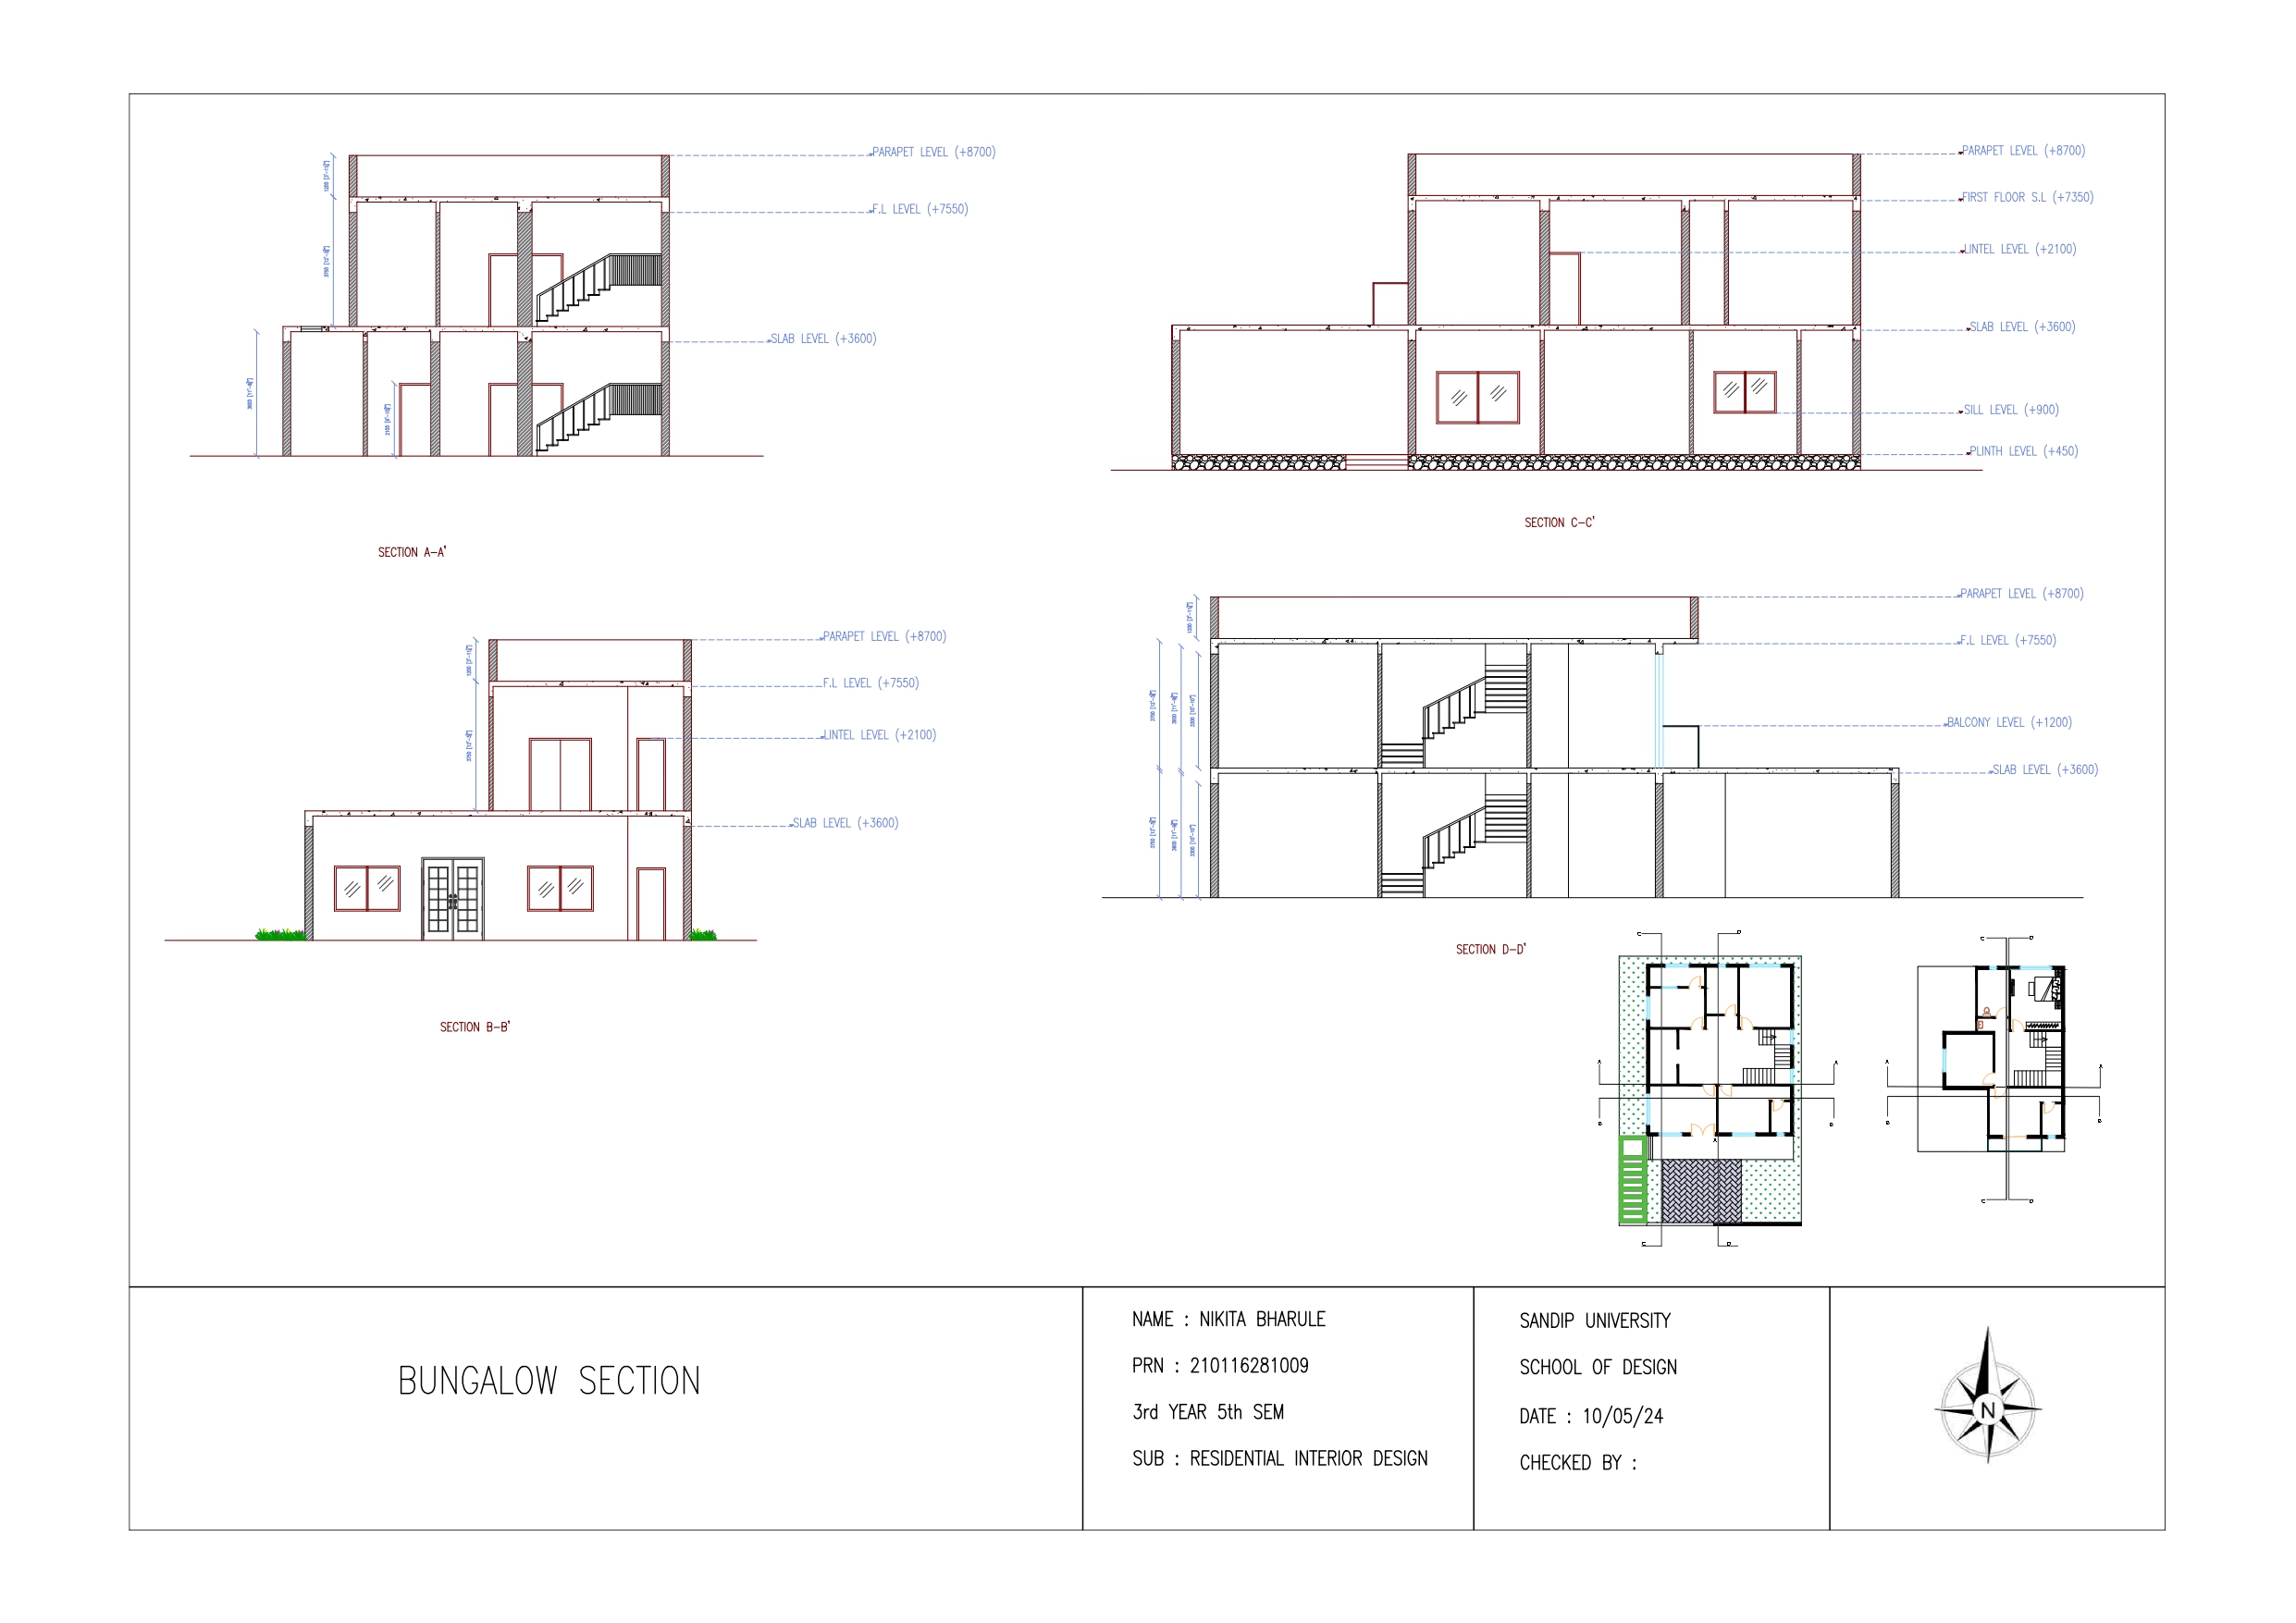 PARAPET LEVEL (+8700)
F.L LEVEL (+7550)
SLAB LEVEL (+3600)
SECTION A-A'
PARAPET LEVEL (+8700)
FIRST FLOOR S.L (+7350)
LINTEL LEVEL (+2100)
SLAB LEVEL (+3600)
SILL LEVEL (+900)
PLINTH LEVEL (+450)
SECTION C-C'
PARAPET LEVEL (+8700)
F.L LEVEL (+7550)
LINTEL LEVEL (+2100)
SLAB LEVEL (+3600)
SECTION B-B'
PARAPET LEVEL (+8700)
F.L LEVEL (+7550)
BALCONY LEVEL (+1200)
SLAB LEVEL (+3600)
SECTION D-D'
BUNGALOW SECTION
NAME : NIKITA BHARULE
PRN : 210116281009
3rd YEAR 5th SEM
SUB : RESIDENTIAL INTERIOR DESIGN
SANDIP UNIVERSITY
SCHOOL OF DESIGN
DATE : 10/05/24
CHECKED BY :
N